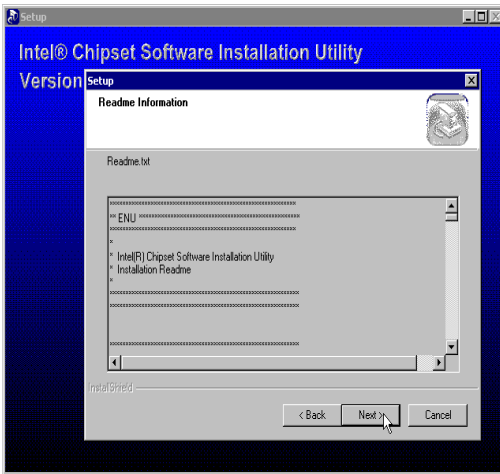 Setup
Intel® Chipset Software Installation Utility
Version
Setup
Readme Information
Readme.txt
************************************************************
** ENU ******************************************************
************************************************************
*
* Intel(R) Chipset Software Installation Utility
* Installation Readme
*
************************************************************
************************************************************
************************************************************
InstallShield
< Back
Next >
Cancel